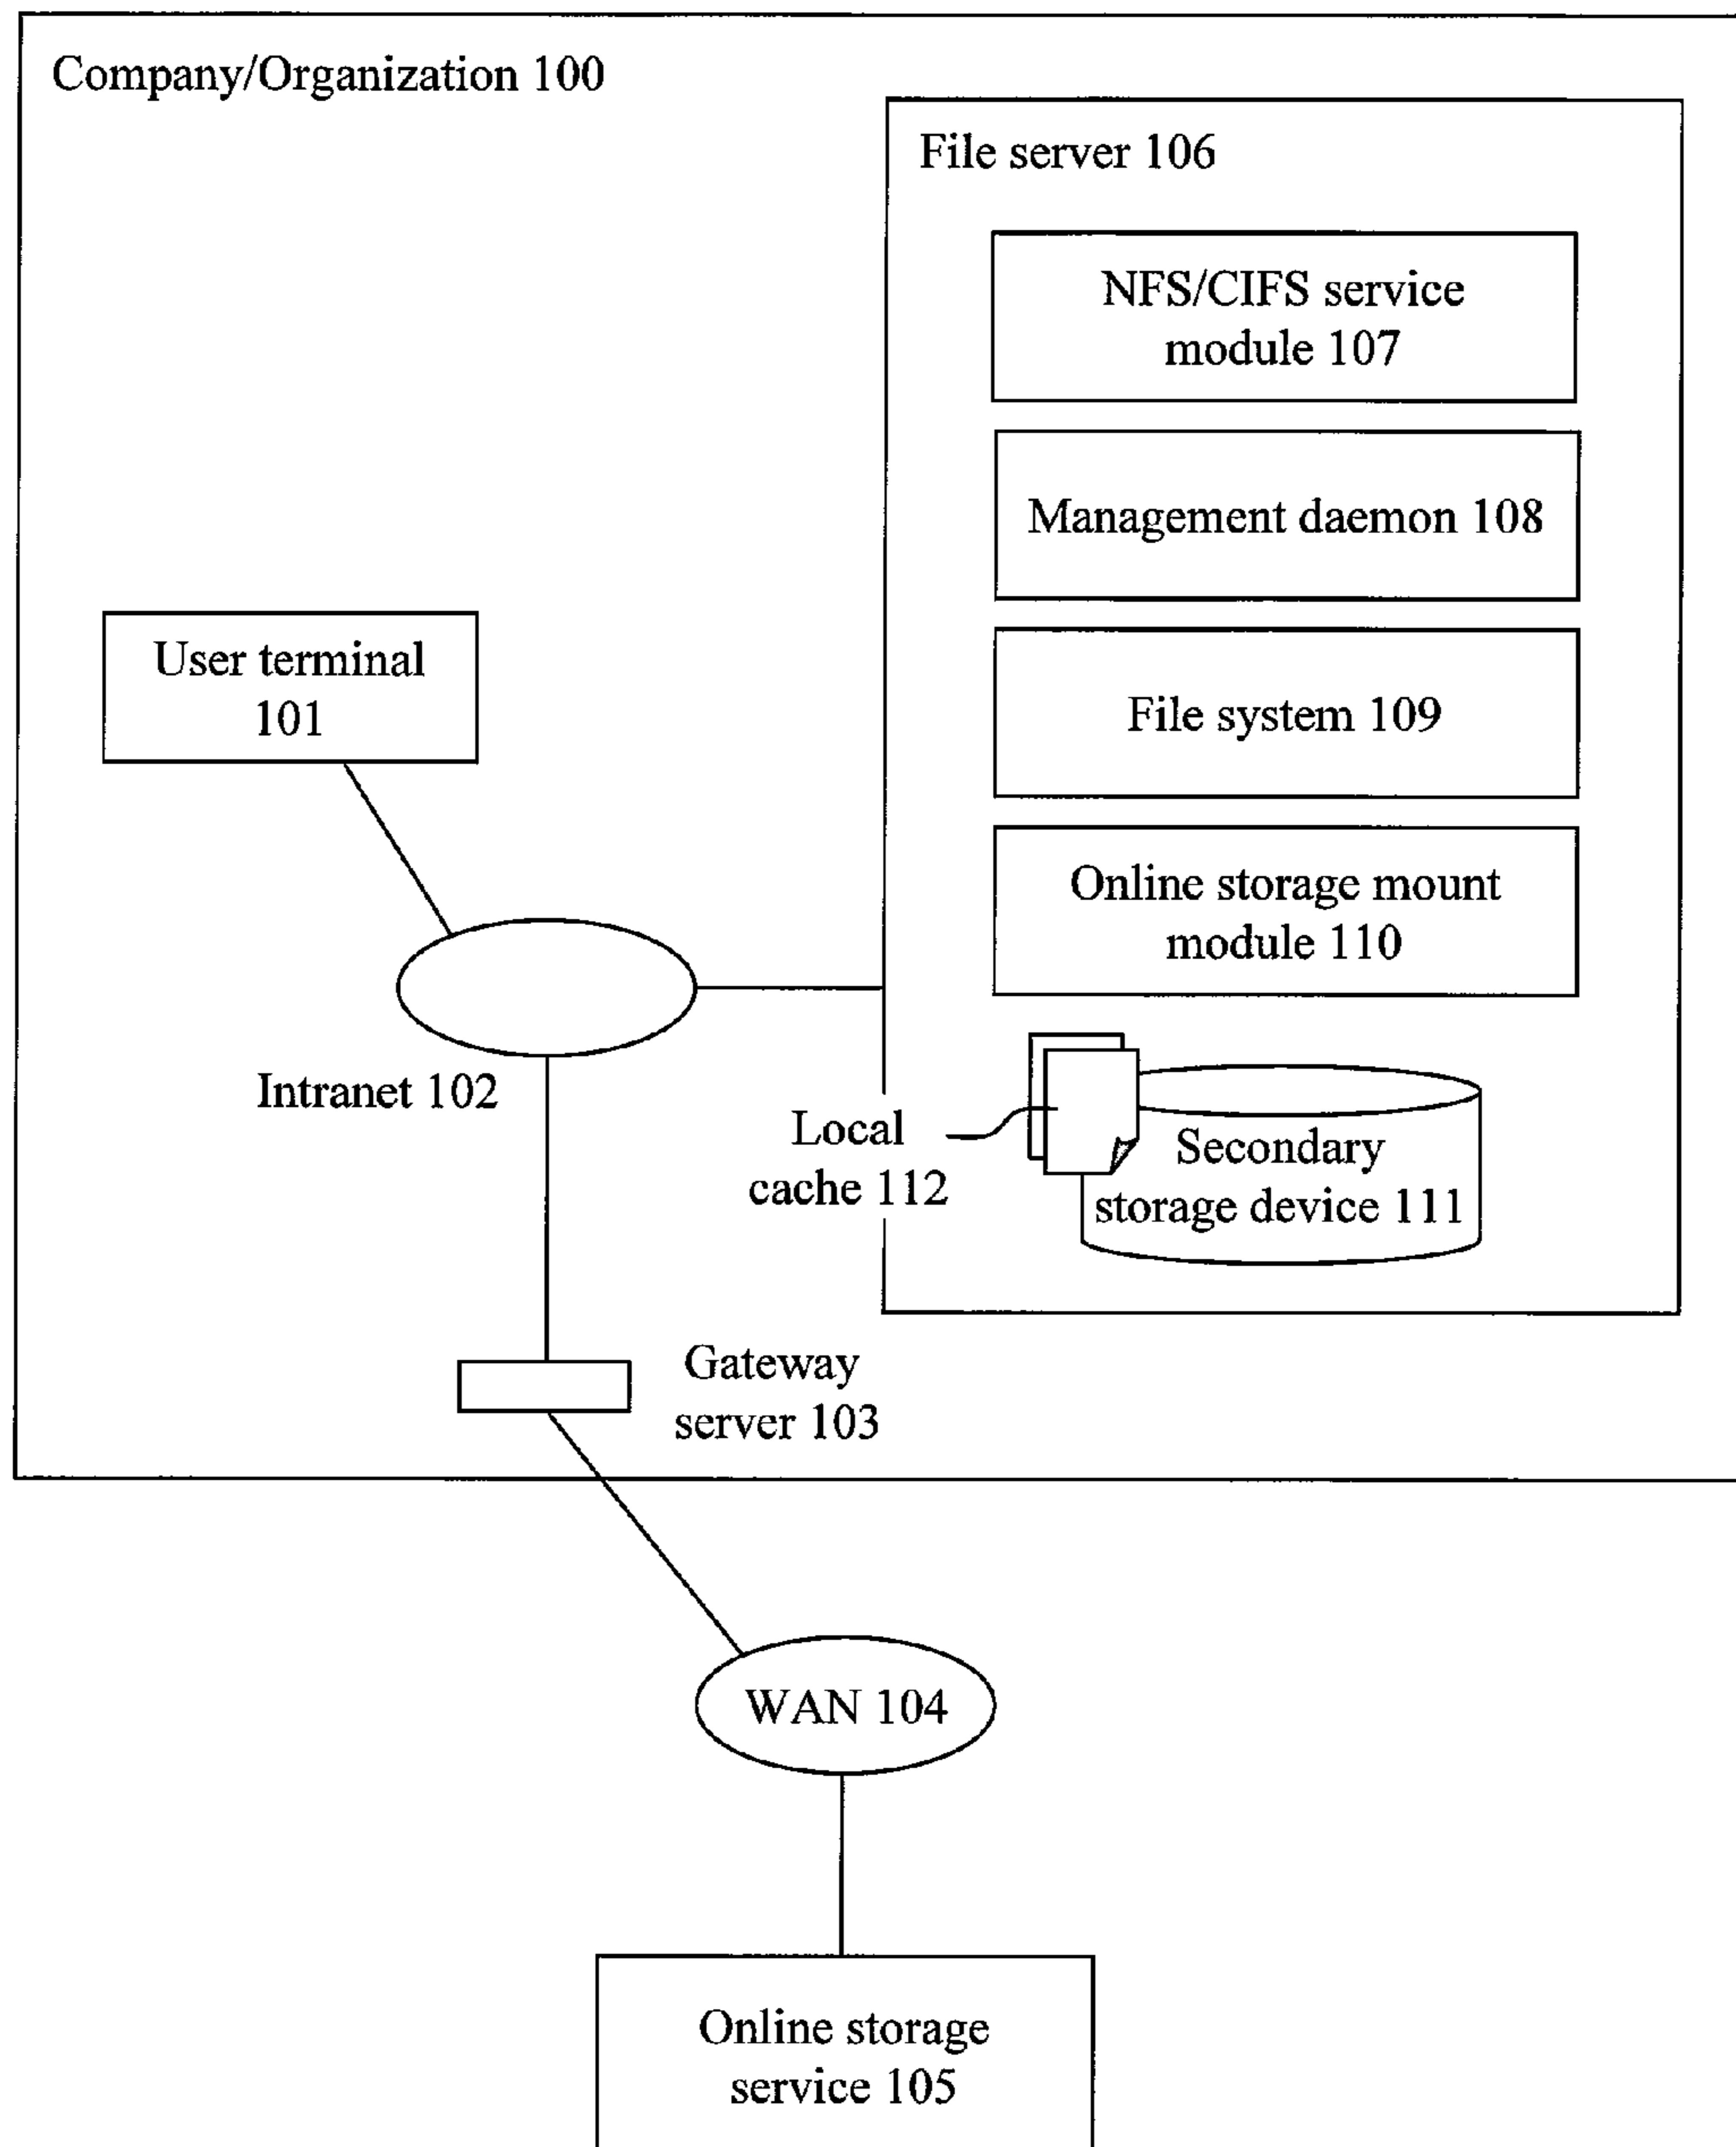 Company/Organization 100
File server 106
NFS/CIFS service
module 107
Management daemon 108
User terminal
101
File system 109
Online storage mount
module 110
Intranet 102
Local
cache 112
Secondary
storage device 111
Gateway
server 103
WAN 104
Online storage
service 105